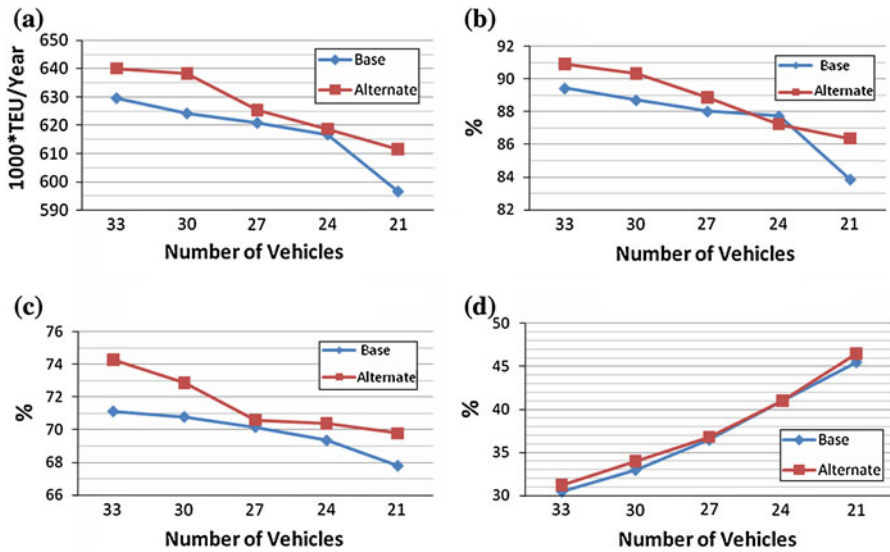 (a)
1000*TEU/Year
650
640
630
620
610
600
590
Base
Alternate
33 30 27 24 21
Number of Vehicles
(b)
%
92
90
88
86
84
82
Base
Alternate
33 30 27 24 21
Number of Vehicles
(c)
%
76
74
72
70
68
66
Base
Alternate
33 30 27 24 21
Number of Vehicles
(d)
%
50
45
40
35
30
Base
Alternate
33 30 27 24 21
Number of Vehicles